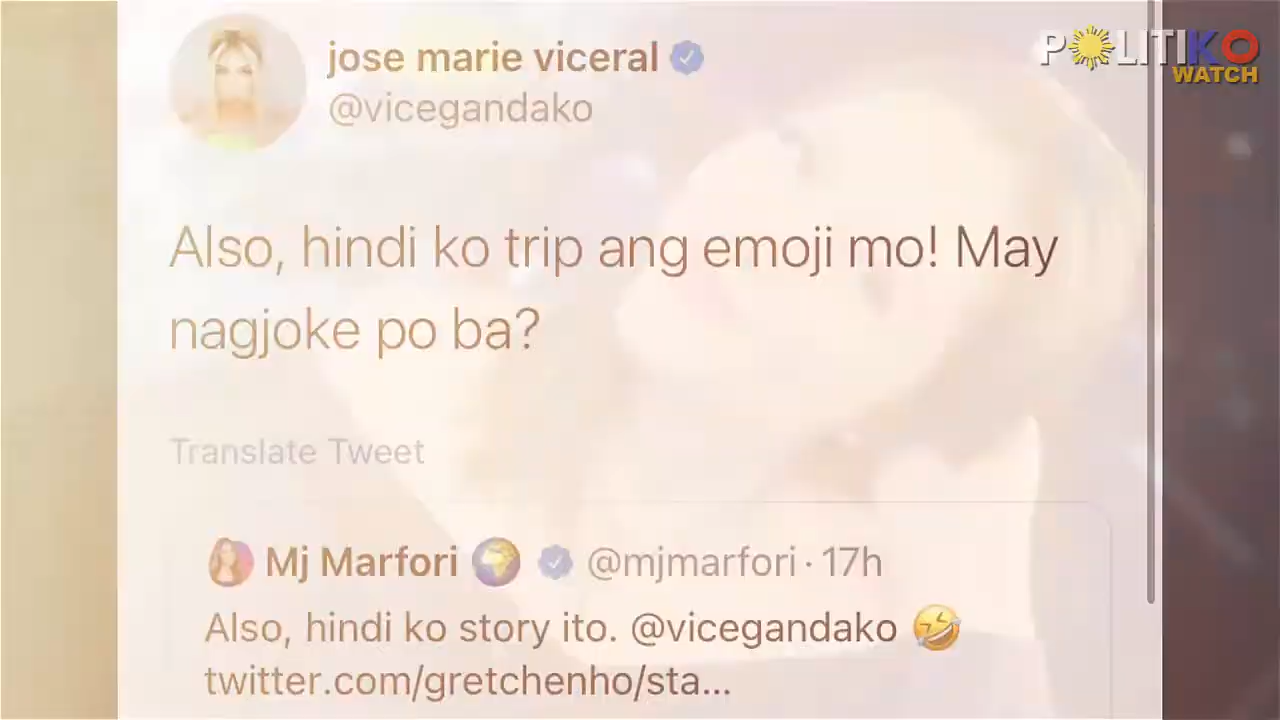 POLITIKO
WATCH
jose marie viceral
@vicegandako
Also, hindi ko trip ang emoji mo! May
nagjoke po ba?
Translate Tweet
Mj Marfori @mjmarfori · 17h
Also, hindi ko story ito. @vicegandako 🤣
twitter.com/gretchenho/sta...